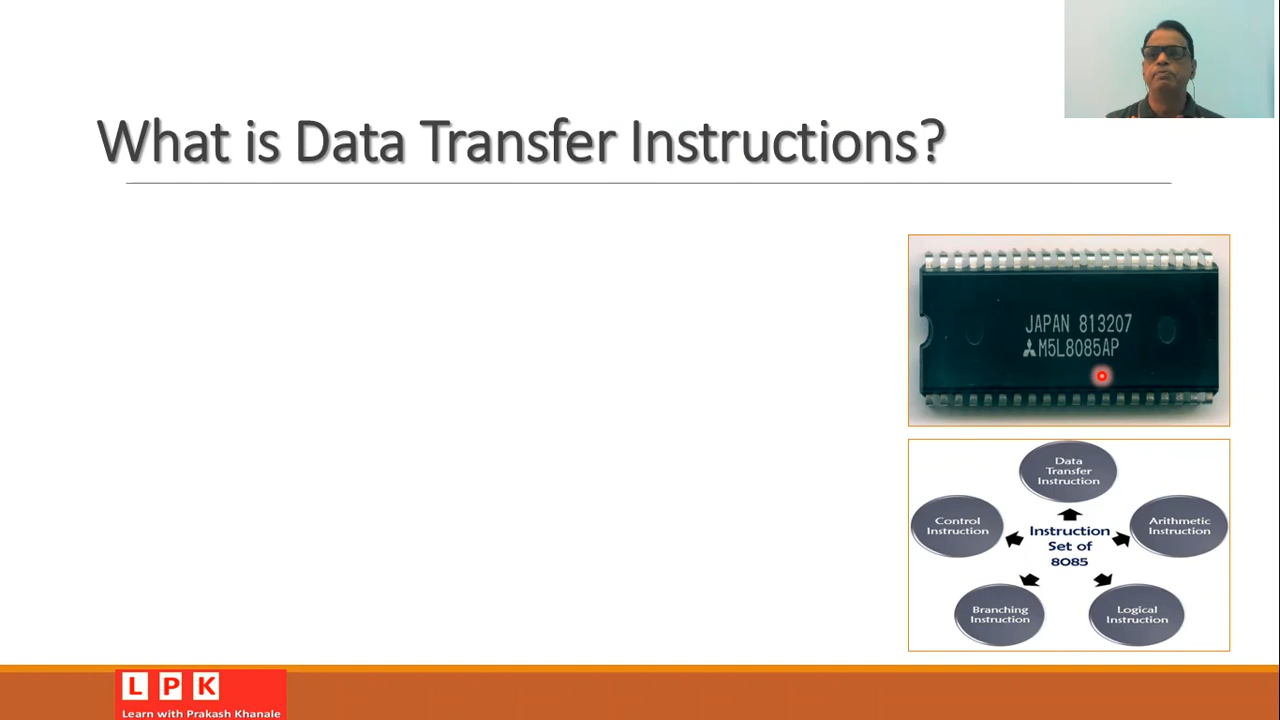 What is Data Transfer Instructions?
JAPAN 813207
M5L8085AP
Data
Transfer
Instruction
Control
Instruction
Instruction
Set of
8085
Arithmetic
Instruction
Branching
Instruction
Logical
Instruction
L P K
Learn with Prakash Khanale